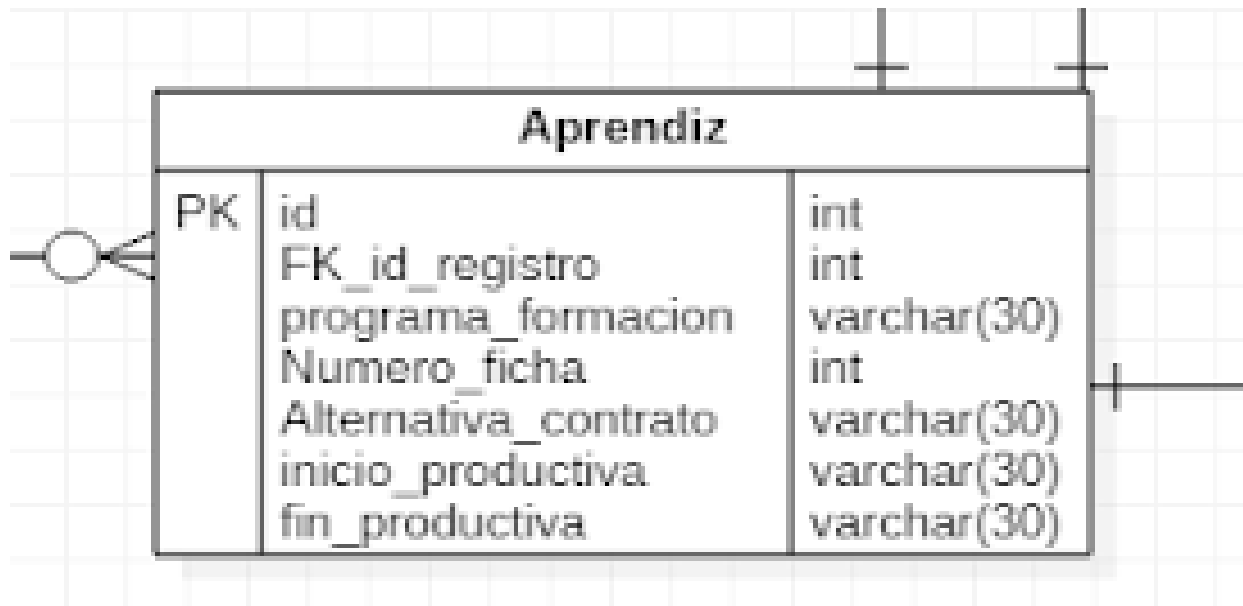 Aprendiz
PK id int
FK_id_registro int
programa_formacion varchar(30)
Numero_ficha int
Alternativa_contrato varchar(30)
inicio_productiva varchar(30)
fin_productiva varchar(30)